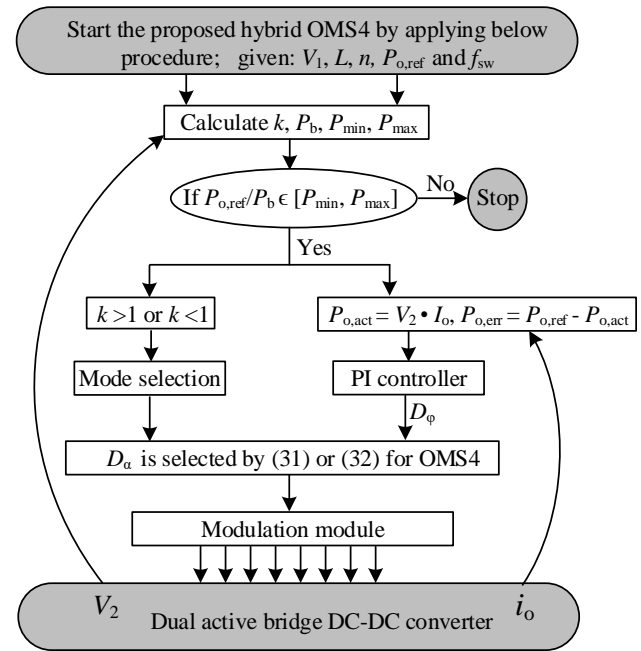 Start the proposed hybrid OMS4 by applying below
procedure; given: V₁, L, n, Pₒ,ref and fsw
Calculate k, Pb, Pmin, Pmax
If Po,ref/Pb ϵ [Pmin, Pmax]
No
Stop
Yes
k >1 or k <1
Po,act = V2 • Io, Po,err = Po,ref - Po,act
Mode selection
PI controller
Dφ
Dα is selected by (31) or (32) for OMS4
Modulation module
V2
io
Dual active bridge DC-DC converter